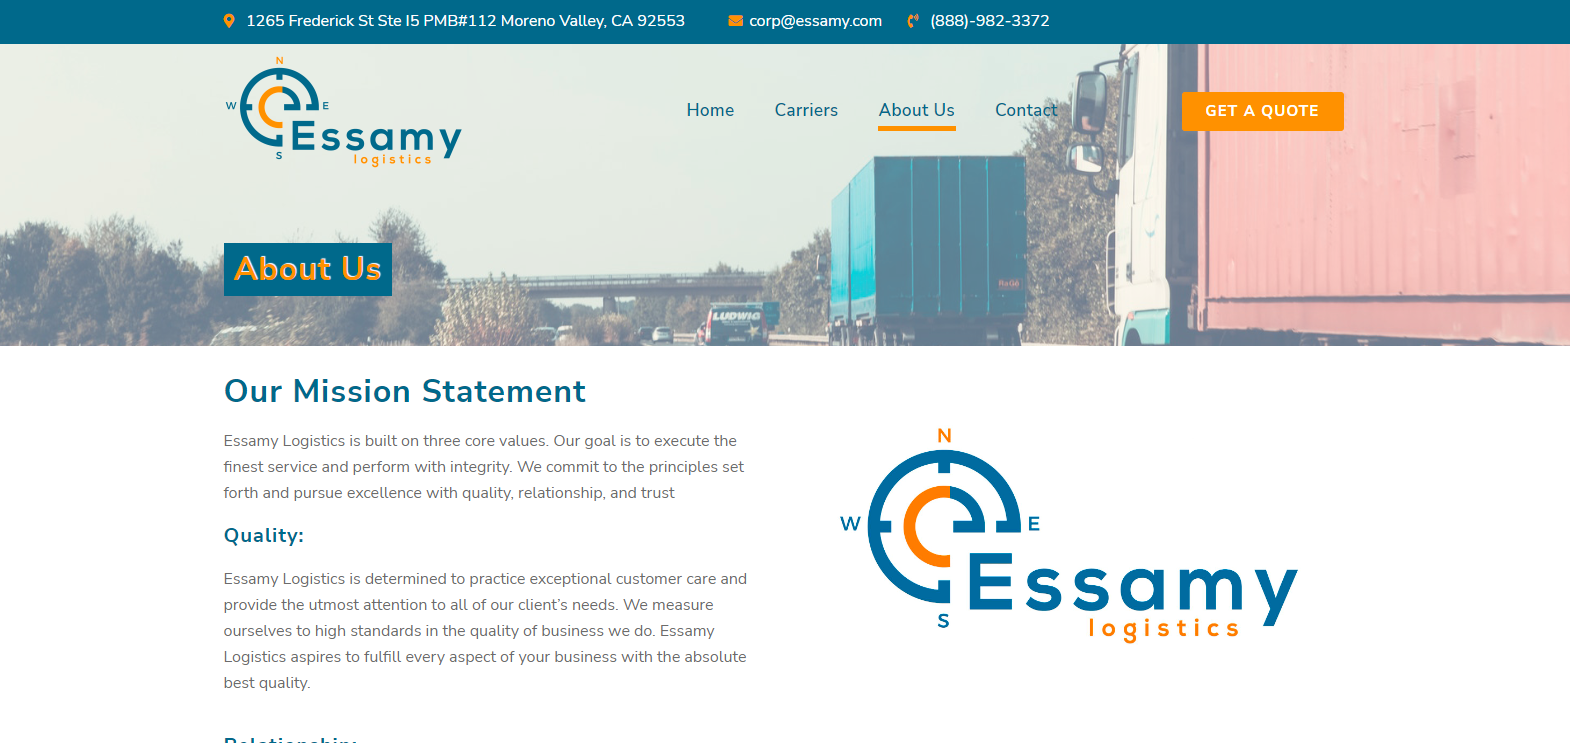 1265 Frederick St Ste I5 PMB#112 Moreno Valley, CA 92553
corp@essamy.com
(888)-982-3372
N
W
E
S
Essamy
logistics
Home
Carriers
About Us
Contact
GET A QUOTE
ReGo
LUDWIG
About Us
Our Mission Statement
Essamy Logistics is built on three core values. Our goal is to execute the
finest service and perform with integrity. We commit to the principles set
forth and pursue excellence with quality, relationship, and trust
Quality:
Essamy Logistics is determined to practice exceptional customer care and
provide the utmost attention to all of our client’s needs. We measure
ourselves to high standards in the quality of business we do. Essamy
Logistics aspires to fulfill every aspect of your business with the absolute
best quality.
Relationship:
N
W
E
S
Essamy
logistics